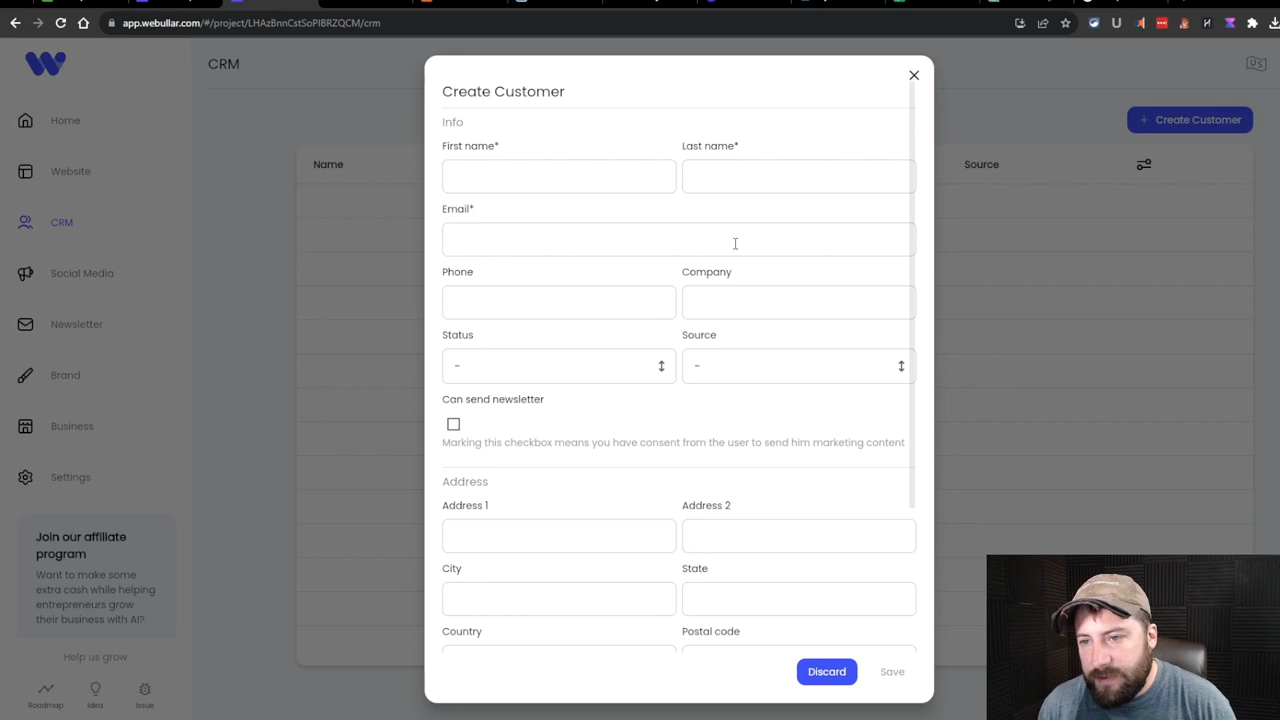 app.webullar.com/#/project/LHAzBnnCstSoPIBRZQCM/crm
CRM
Home
Website
CRM
Social Media
Newsletter
Brand
Business
Settings
Join our affiliate
program
Want to make some
extra cash while helping
entrepreneurs grow
their business with AI?
Help us grow
Roadmap
Idea
Issue
+ Create Customer
Name
Source
Create Customer
Info
First name*
Last name*
Email*
Phone
Company
Status
Source
-
-
Can send newsletter
Marking this checkbox means you have consent from the user to send him marketing content
Address
Address 1
Address 2
City
State
Country
Postal code
Discard
Save